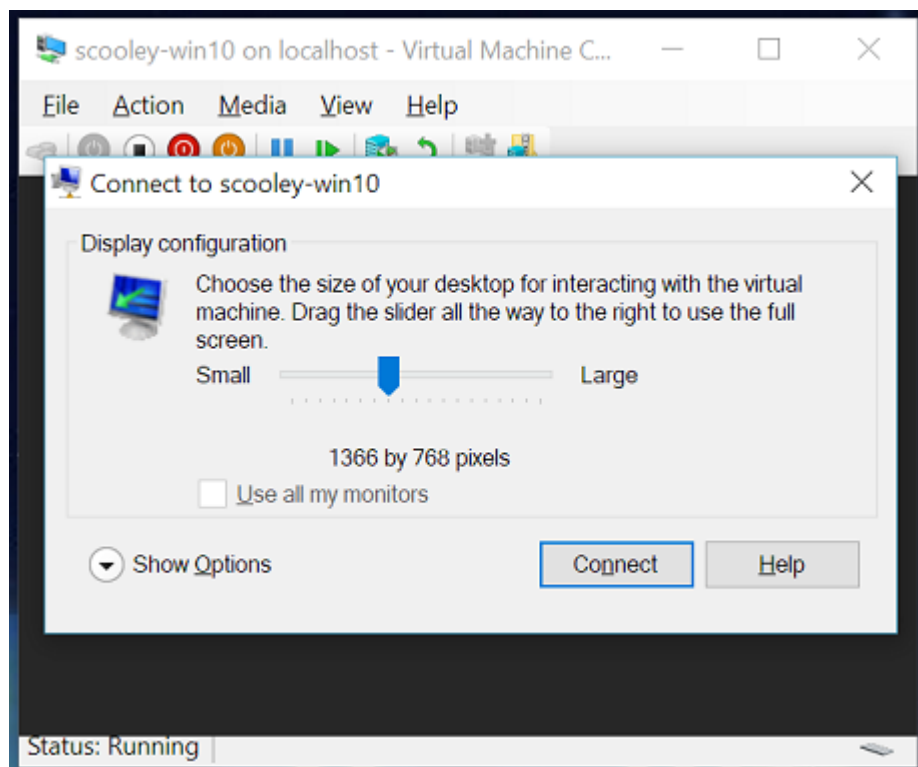 scooley-win10 on localhost - Virtual Machine C...
File Action Media View Help
Connect to scooley-win10
Display configuration
Choose the size of your desktop for interacting with the virtual
machine. Drag the slider all the way to the right to use the full
screen.
Small Large
1366 by 768 pixels
Use all my monitors
Show Options Connect Help
Status: Running